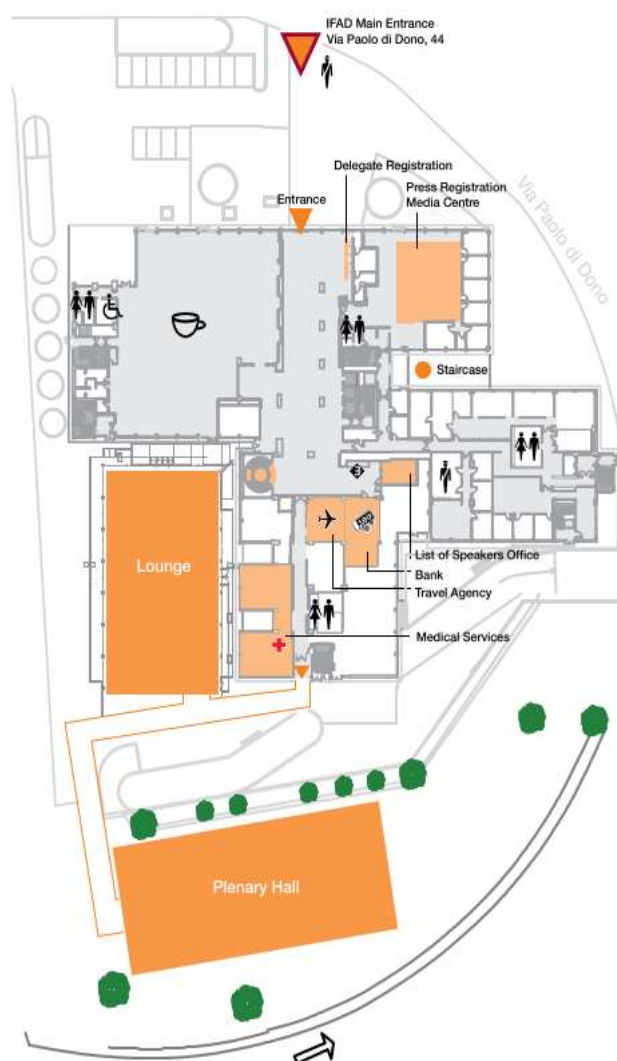 IFAD Main Entrance
Via Paolo di Dono, 44
Delegate Registration
Press Registration
Media Centre
Entrance
Via Paolo di Dono
Staircase
Lounge
List of Speakers Office
Bank
Travel Agency
Medical Services
Plenary Hall